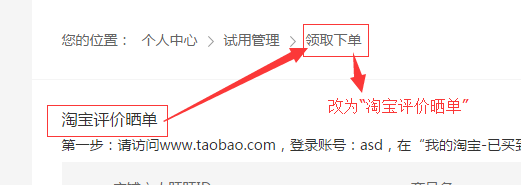 您的位置： 个人中心 > 试用管理 > 领取下单
改为“淘宝评价晒单”
淘宝评价晒单
第一步：请访问www.taobao.com，登录账号：asd，在“我的淘宝-已买到